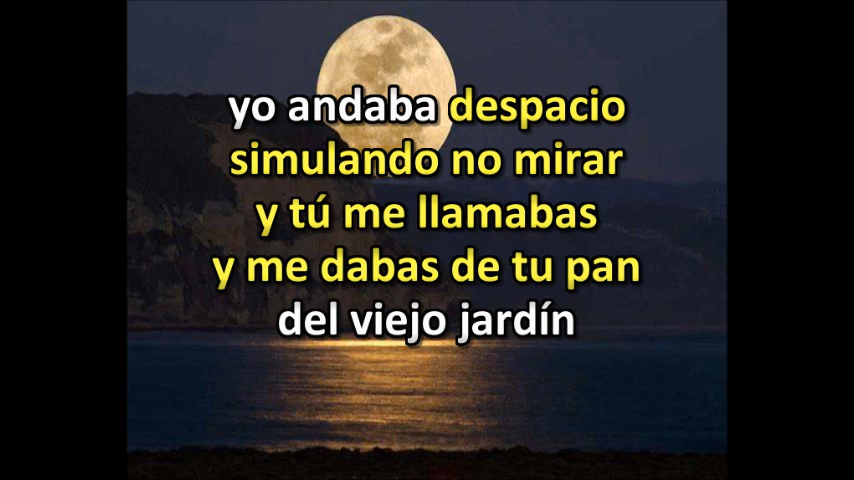 yo andaba despacio
simulando no mirar
y tú me llamabas
y me dabas de tu pan
del viejo jardín